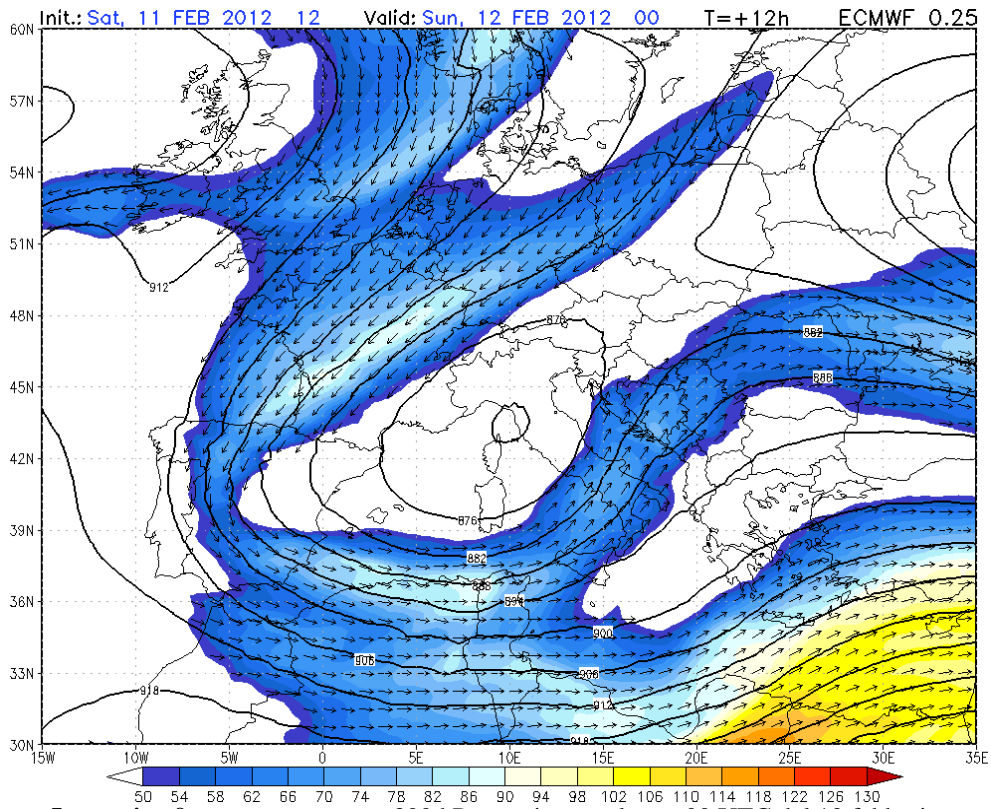 Init.: Sat, 11 FEB 2012 12 Valid: Sun, 12 FEB 2012 00 T=+12h ECMWF 0.25
60N
57N
54N
51N
912
48N
876
882
45N
888
42N
39N
876
882
888
36N
894
900
906
906
33N
918
912
30N
918
15W 10W 5W 0 5E 10E 15E 20E 25E 30E 35E
50 54 58 62 66 70 74 78 82 86 90 94 98 102 106 110 114 118 122 126 130